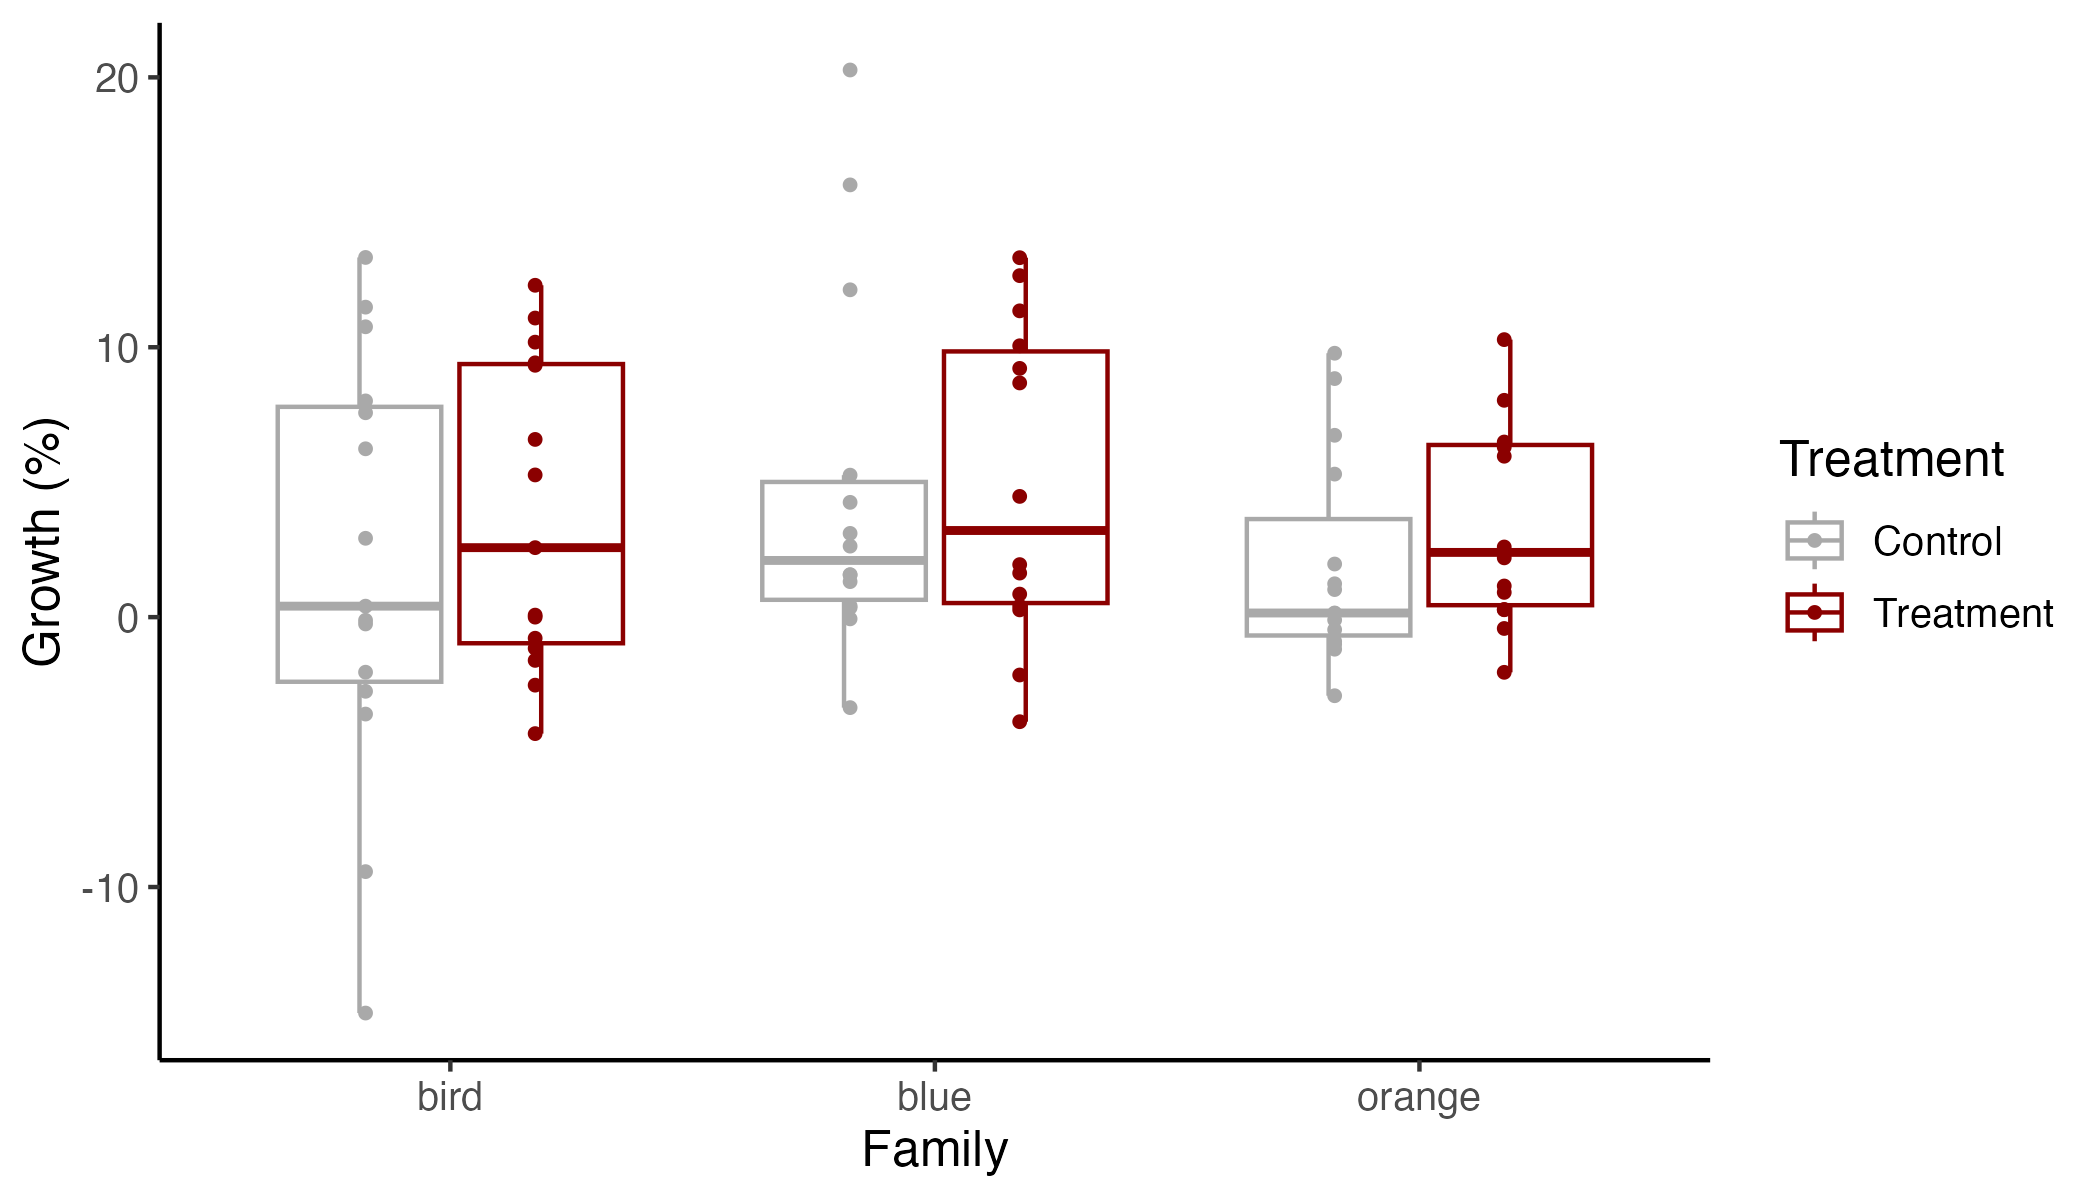 20
10
0
-10
Growth (%)
bird blue orange
Family
Treatment
Control
Treatment